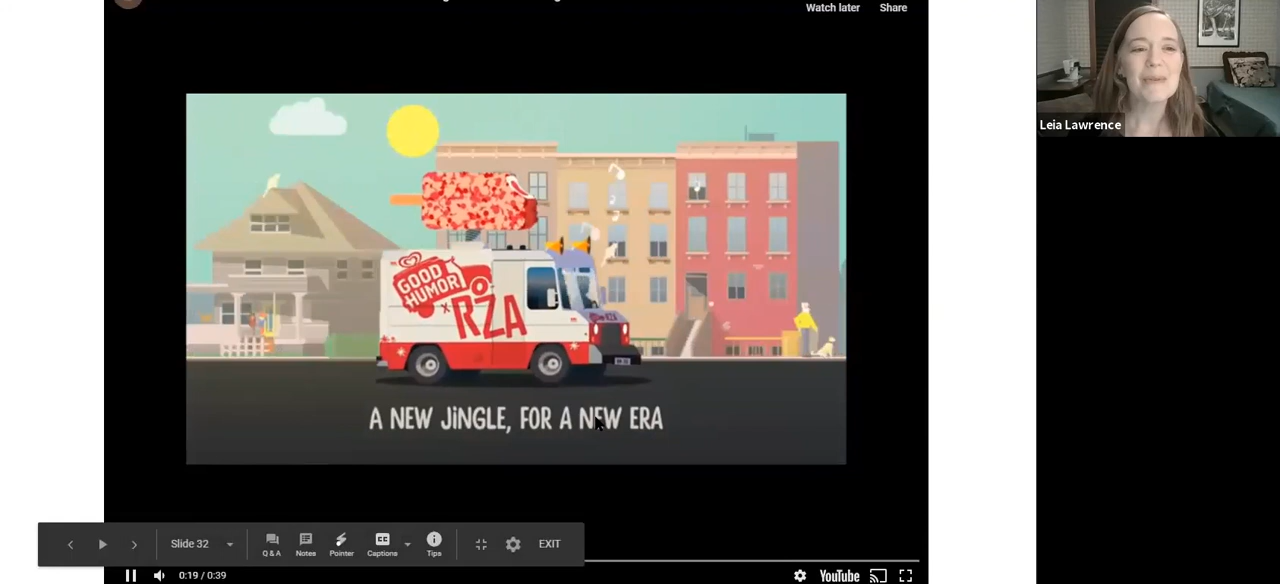 Watch later Share
Leia Lawrence
GOOD
HUMOR
x RZA
A NEW JiNGLE, FOR A NEW ERA
Slide 32
Q & A Notes Pointer Captions Tips EXIT
0:19 / 0:39
YouTube